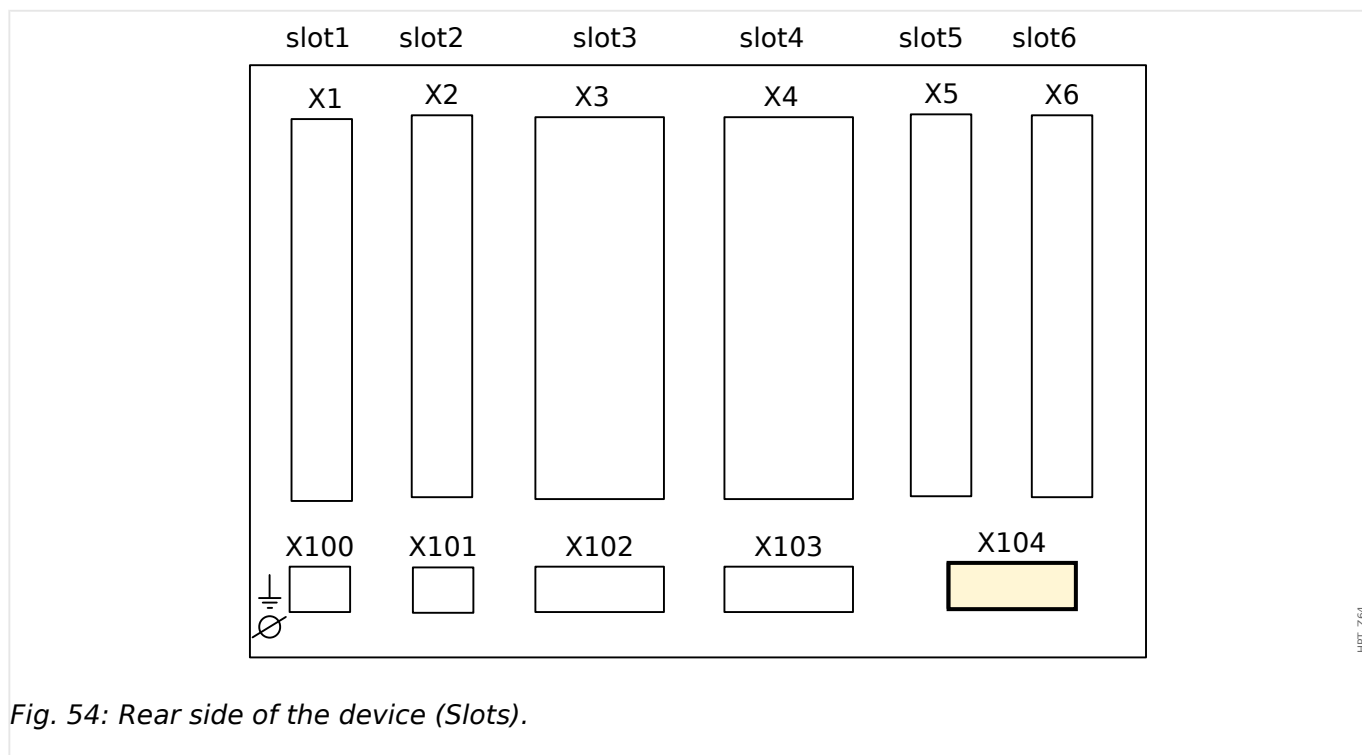 slot1 slot2 slot3 slot4 slot5 slot6
X1 X2 X3 X4 X5 X6
X100 X101 X102 X103 X104
HPT_Z64
Fig. 54: Rear side of the device (Slots).